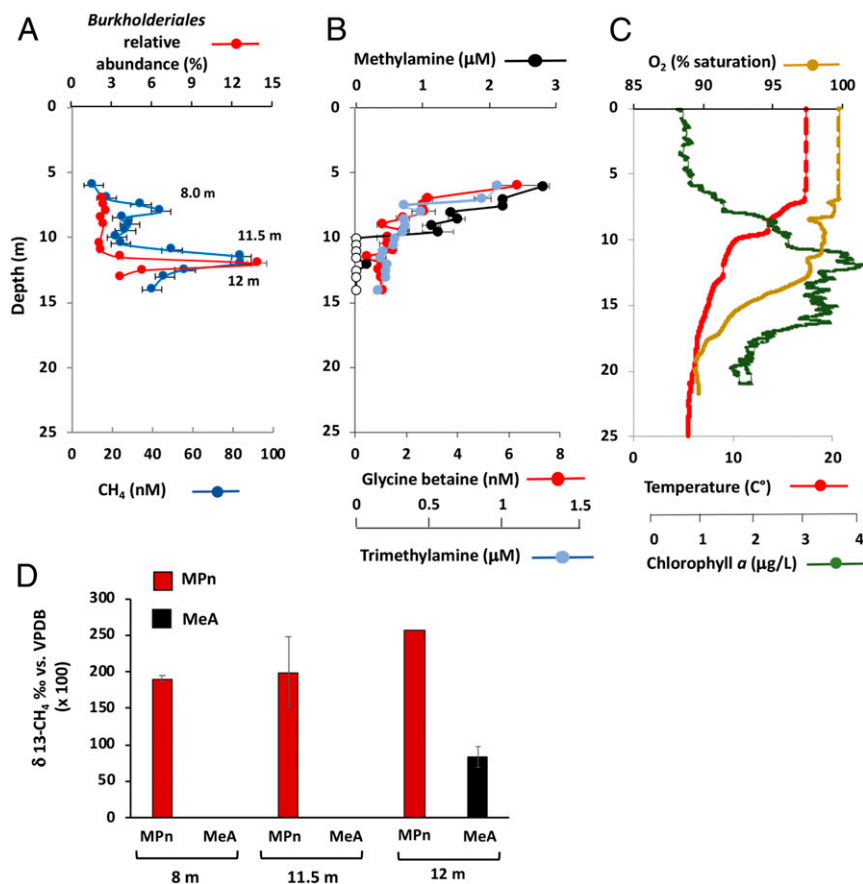 A
Burkholderiales
relative
abundance (%)
0 3 6 9 12 15
Depth (m)
0
5
10
15
20
25
8.0 m
11.5 m
12 m
0 20 40 60 80 100
CH₄ (nM)
B
Methylamine (µM)
0 1 2 3
0
5
10
15
20
25
0 2 4 6 8
Glycine betaine (nM)
0 0.5 1 1.5
Trimethylamine (µM)
C
O₂ (% saturation)
85 90 95 100
0
5
10
15
20
25
0 10 20
Temperature (C°)
0 1 2 3 4
Chlorophyll a (µg/L)
D
MPn
MeA
δ 13-CH₄ ‰ vs. VPDB
(x 100)
300
250
200
150
100
50
0
MPn MeA MPn MeA MPn MeA
8 m 11.5 m 12 m